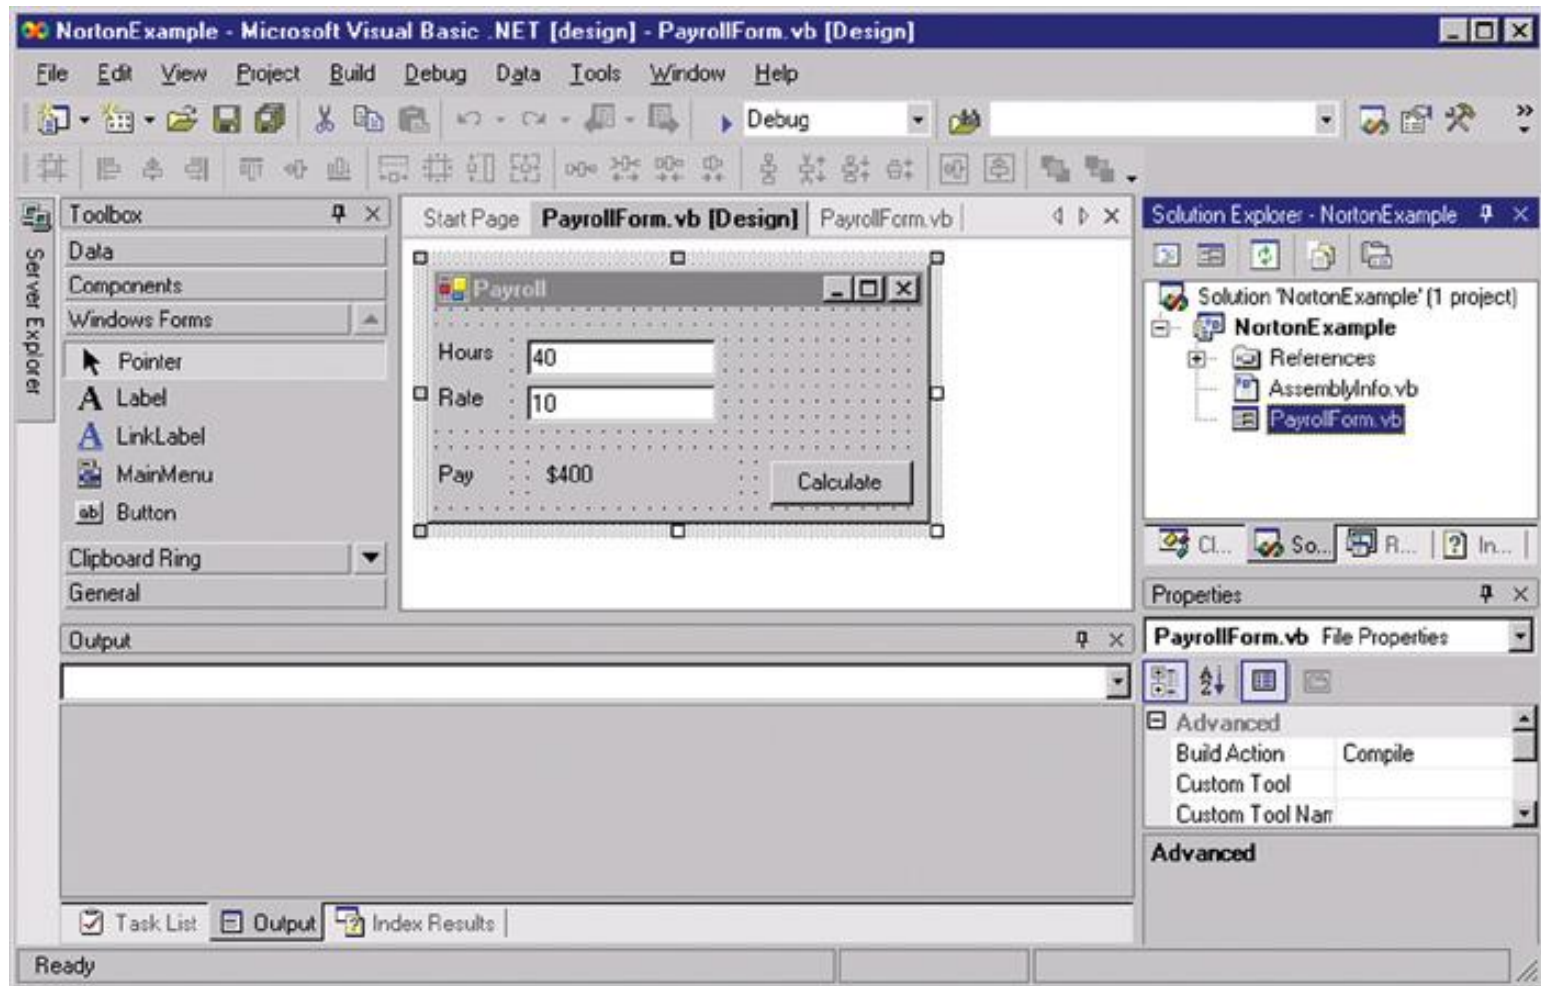 NortonExample - Microsoft Visual Basic .NET [design] - PayrollForm.vb [Design]
File Edit View Project Build Debug Data Tools Window Help
Debug
Server Explorer
Toolbox
Data
Components
Windows Forms
Pointer
Label
LinkLabel
MainMenu
Button
Clipboard Ring
General
Start Page PayrollForm.vb [Design] PayrollForm.vb
Payroll
Hours 40
Rate 10
Pay $400 Calculate
Solution Explorer - NortonExample
Solution 'NortonExample' (1 project)
NortonExample
References
AssemblyInfo.vb
PayrollForm.vb
Cl... So... R... In...
Properties
PayrollForm.vb File Properties
Advanced
Build Action Compile
Custom Tool
Custom Tool Nam
Advanced
Output
Task List Output Index Results
Ready